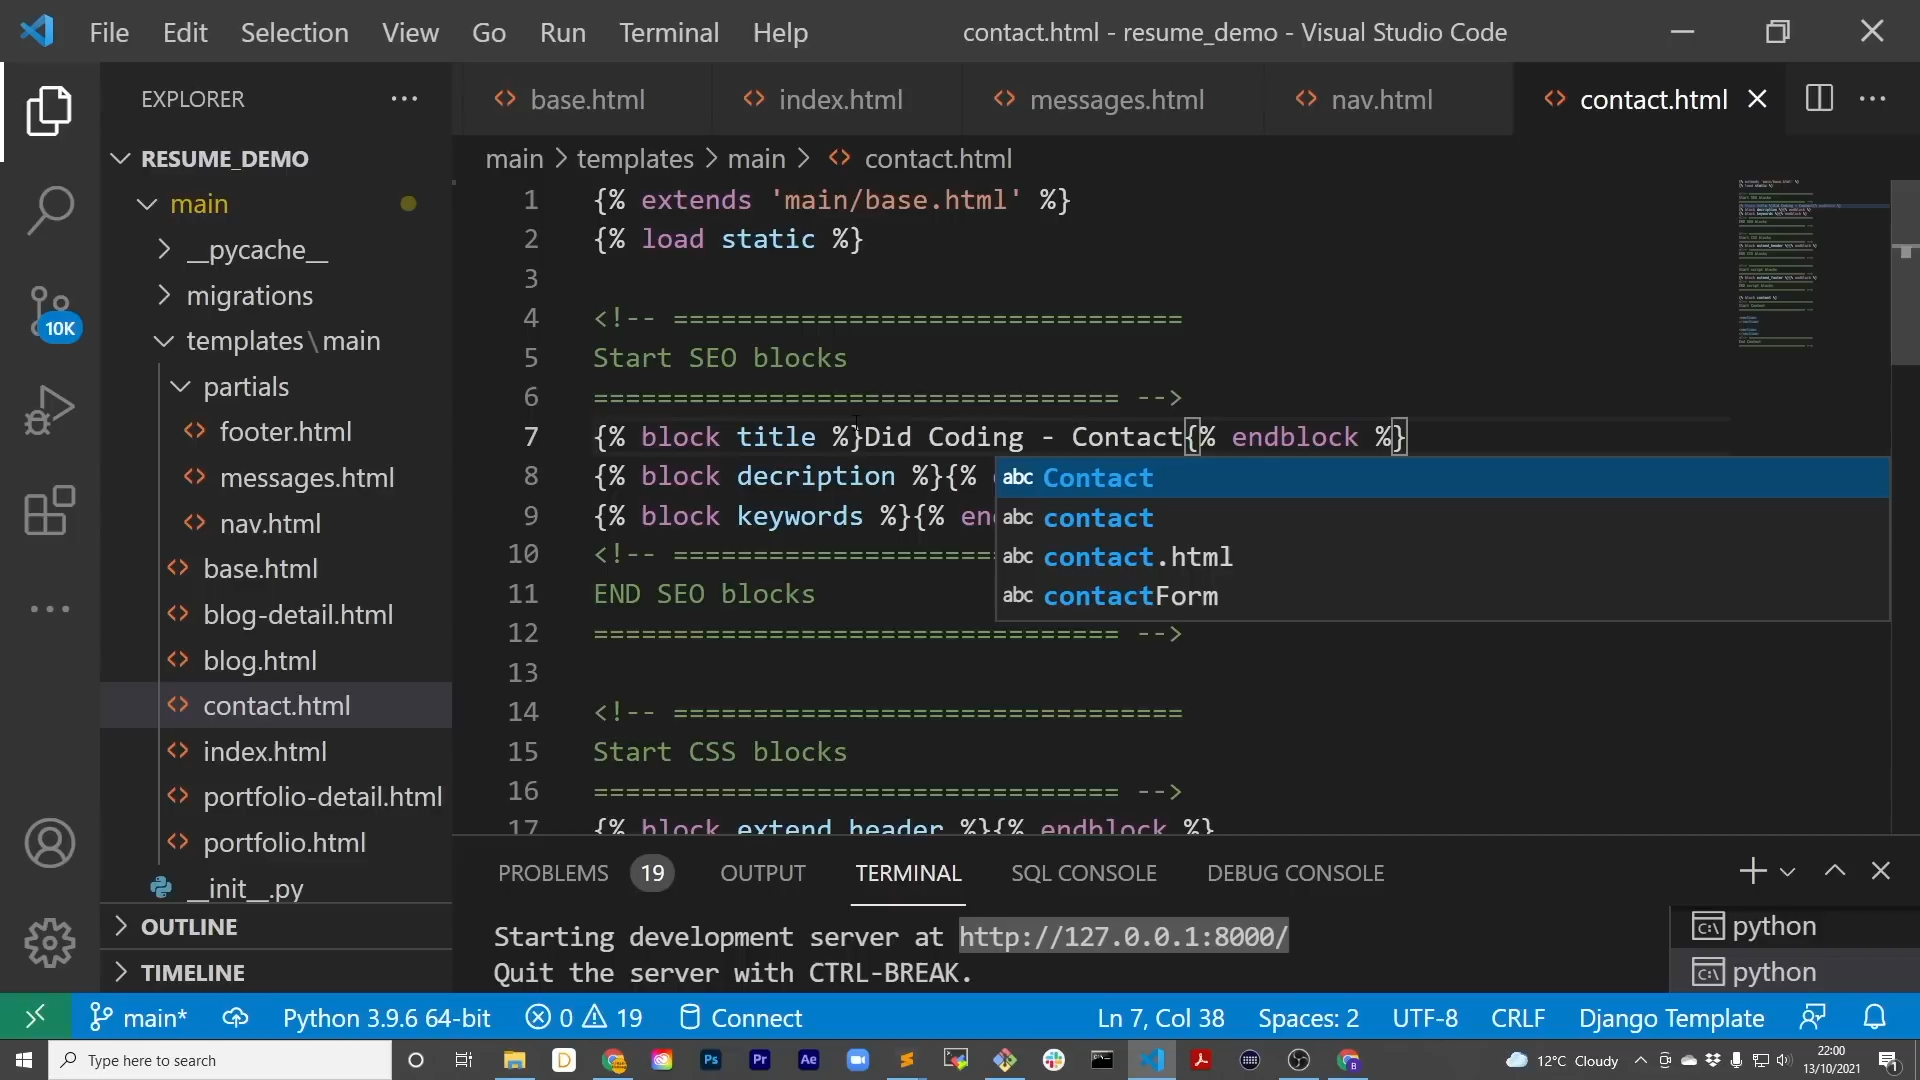 File Edit Selection View Go Run Terminal Help contact.html - resume_demo - Visual Studio Code
EXPLORER
RESUME_DEMO
main
__pycache__
migrations
templates\main
partials
footer.html
messages.html
nav.html
base.html
blog-detail.html
blog.html
contact.html
index.html
portfolio-detail.html
portfolio.html
__init__.py
OUTLINE
TIMELINE
10K
base.html index.html messages.html nav.html contact.html
main > templates > main > contact.html
1 {% extends 'main/base.html' %}
2 {% load static %}
3
4 <!-- ================================
5 Start SEO blocks
6 ================================= -->
7 {% block title %}Did Coding - Contact{% endblock %}
8 {% block decription %}{%
9 {% block keywords %}{% en
10 <!-- ====================
11 END SEO blocks
12 ================================= -->
13
14 <!-- ================================
15 Start CSS blocks
16 ================================= -->
17 {% block extend_header %}{% endblock %}
abc Contact
abc contact
abc contact.html
abc contactForm
PROBLEMS 19 OUTPUT TERMINAL SQL CONSOLE DEBUG CONSOLE
Starting development server at http://127.0.0.1:8000/
Quit the server with CTRL-BREAK.
python
python
main* Python 3.9.6 64-bit 0 19 Connect Ln 7, Col 38 Spaces: 2 UTF-8 CRLF Django Template
Type here to search
12°C Cloudy
22:00
13/10/2021